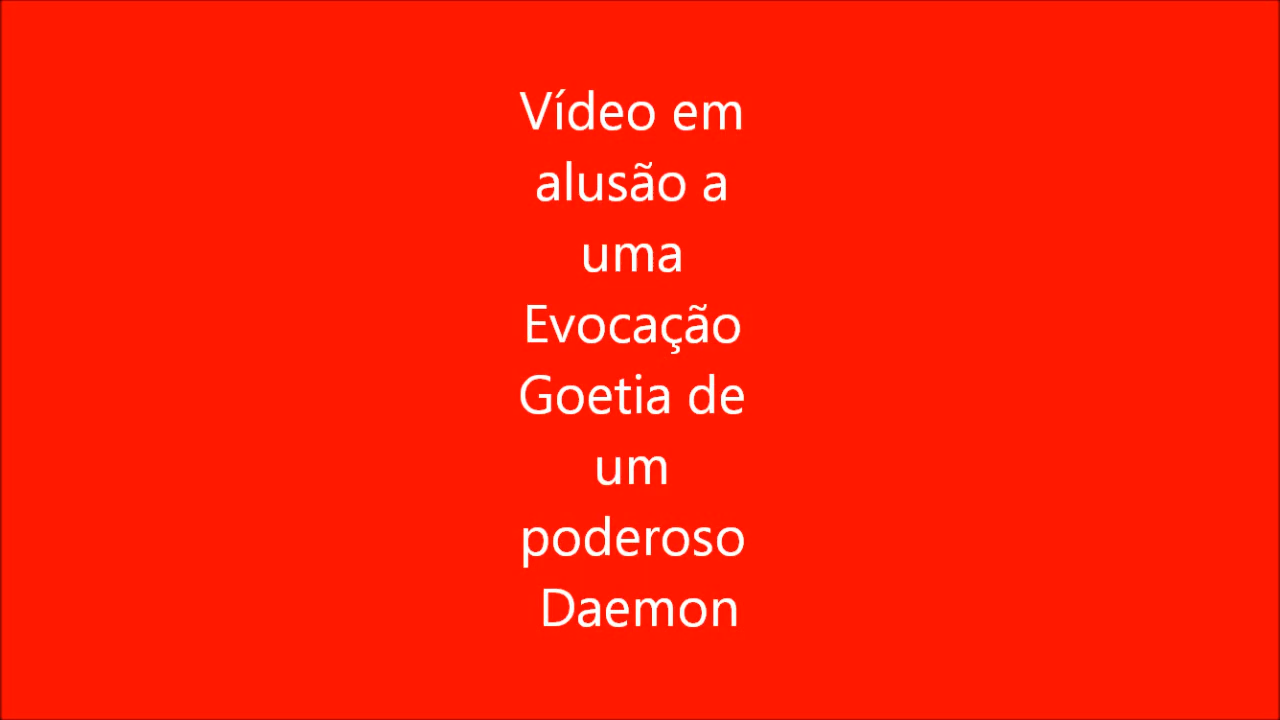 Vídeo em
alusão a
uma
Evocação
Goetia de
um
poderoso
Daemon